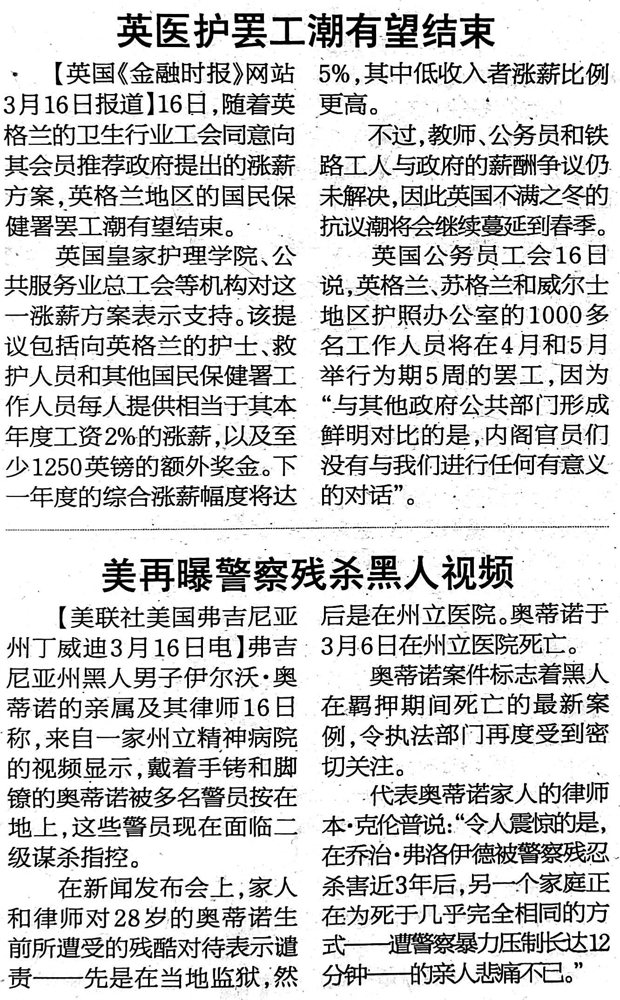 英医护罢工潮有望结束
【英国《金融时报》网站
3月16日报道】16日,随着英
格兰的卫生行业工会同意向
其会员推荐政府提出的涨薪
方案,英格兰地区的国民保
健署罢工潮有望结束。
英国皇家护理学院、公
共服务业总工会等机构对这
一涨薪方案表示支持。该提
议包括向英格兰的护士、救
护人员和其他国民保健署工
作人员每人提供相当于其本
年度工资2%的涨薪,以及至
少1250英镑的额外奖金。下
一年度的综合涨薪幅度将达
5%,其中低收入者涨薪比例
更高。
不过,教师、公务员和铁
路工人与政府的薪酬争议仍
未解决,因此英国不满之冬的
抗议潮将会继续蔓延到春季。
英国公务员工会16日
说,英格兰、苏格兰和威尔士
地区护照办公室的1000多
名工作人员将在4月和5月
举行为期5周的罢工,因为
“与其他政府公共部门形成
鲜明对比的是,内阁官员们
没有与我们进行任何有意义
的对话”。
美再曝警察残杀黑人视频
【美联社美国弗吉尼亚
州丁威迪3月16日电】弗吉
尼亚州黑人男子伊尔沃·奥
蒂诺的亲属及其律师16日
称,来自一家州立精神病院
的视频显示,戴着手铐和脚
镣的奥蒂诺被多名警员按在
地上,这些警员现在面临二
级谋杀指控。
在新闻发布会上,家人
和律师对28岁的奥蒂诺生
前所遭受的残酷对待表示谴
责——先是在当地监狱,然
后是在州立医院。奥蒂诺于
3月6日在州立医院死亡。
奥蒂诺案件标志着黑人
在羁押期间死亡的最新案
例,令执法部门再度受到密
切关注。
代表奥蒂诺家人的律师
本·克伦普说:“令人震惊的是,
在乔治·弗洛伊德被警察残忍
杀害近3年后,另一个家庭正
在为死于几乎完全相同的方
式——遭警察暴力压制长达12
分钟——的亲人悲痛不已。”